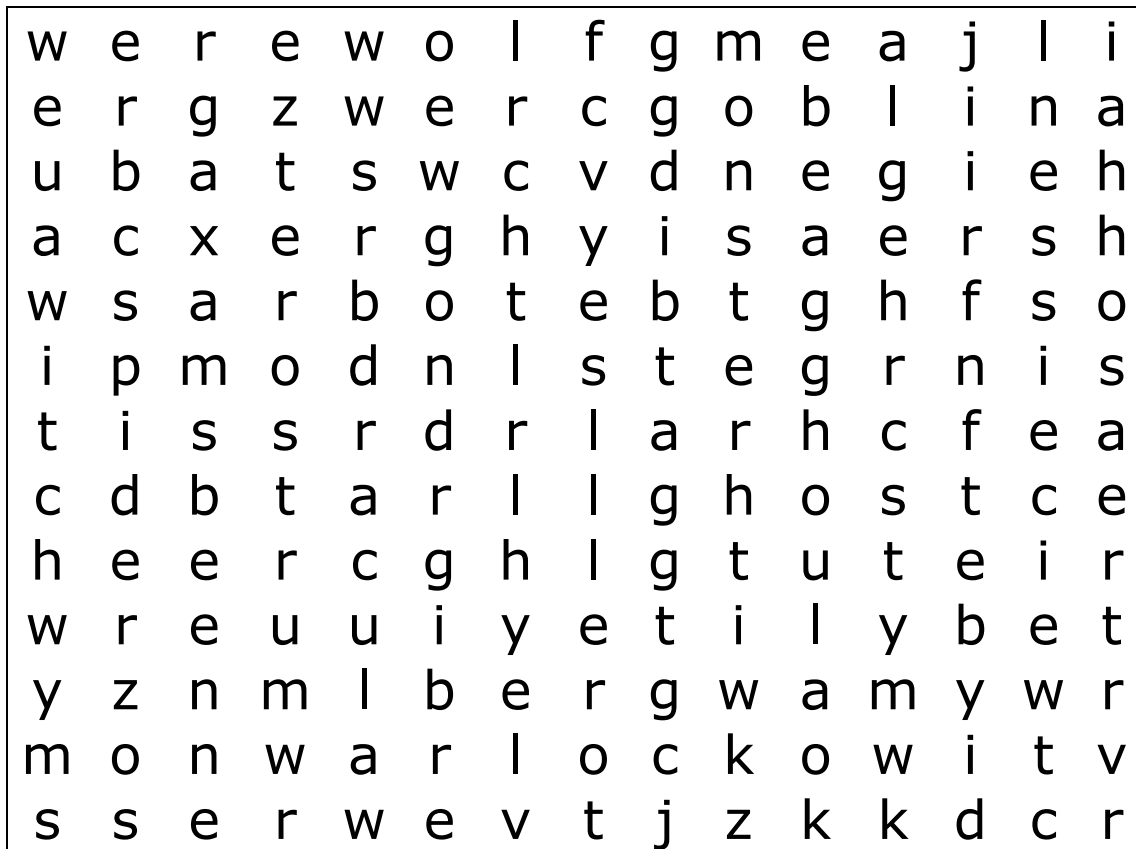 w e r e w o l f g m e a j l i
e r g z w e r c g o b l i n a
u b a t s w c v d n e g i e h
a c x e r g h y i s a e r s h
w s a r b o t e b t g h f s o
i p m o d n l s t e g r n i s
t i s s r d r l a r h c f e a
c d b t a r l l g h o s t c e
h e e r c g h l g t u t e i r
w r e u u i y e t i l y b e t
y z n m l b e r g w a m y w r
m o n w a r l o c k o w i t v
s s e r w e v t j z k k d c r